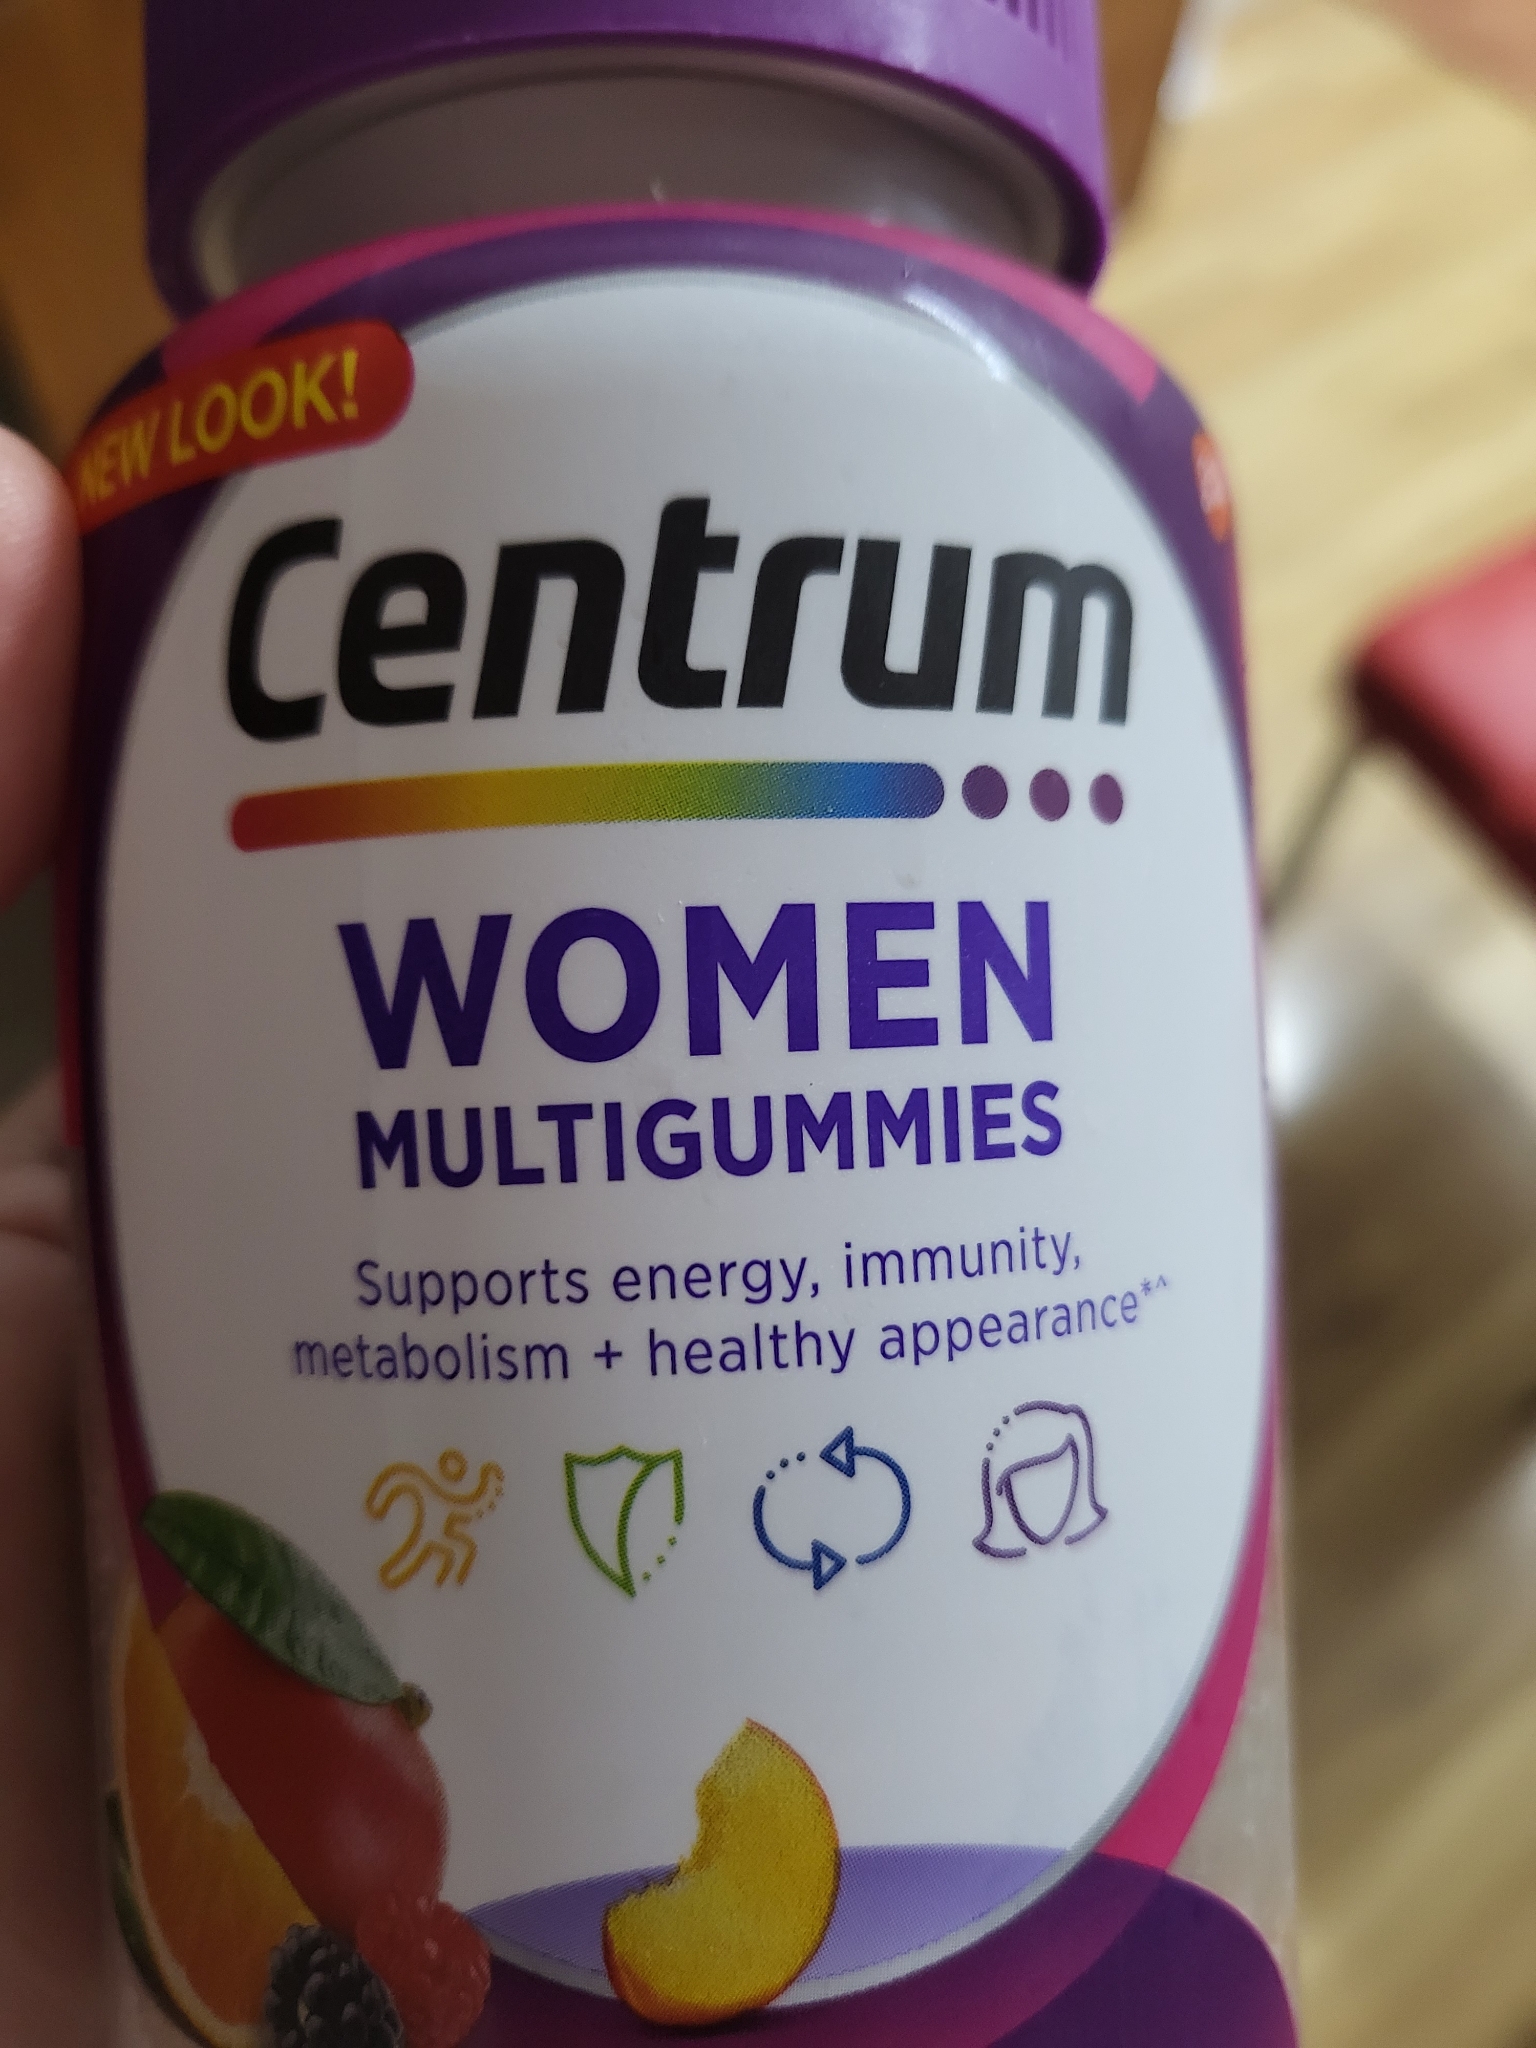 NEW LOOK!
Centrum
WOMEN
MULTIGUMMIES
Supports energy, immunity,
metabolism + healthy appearance*^